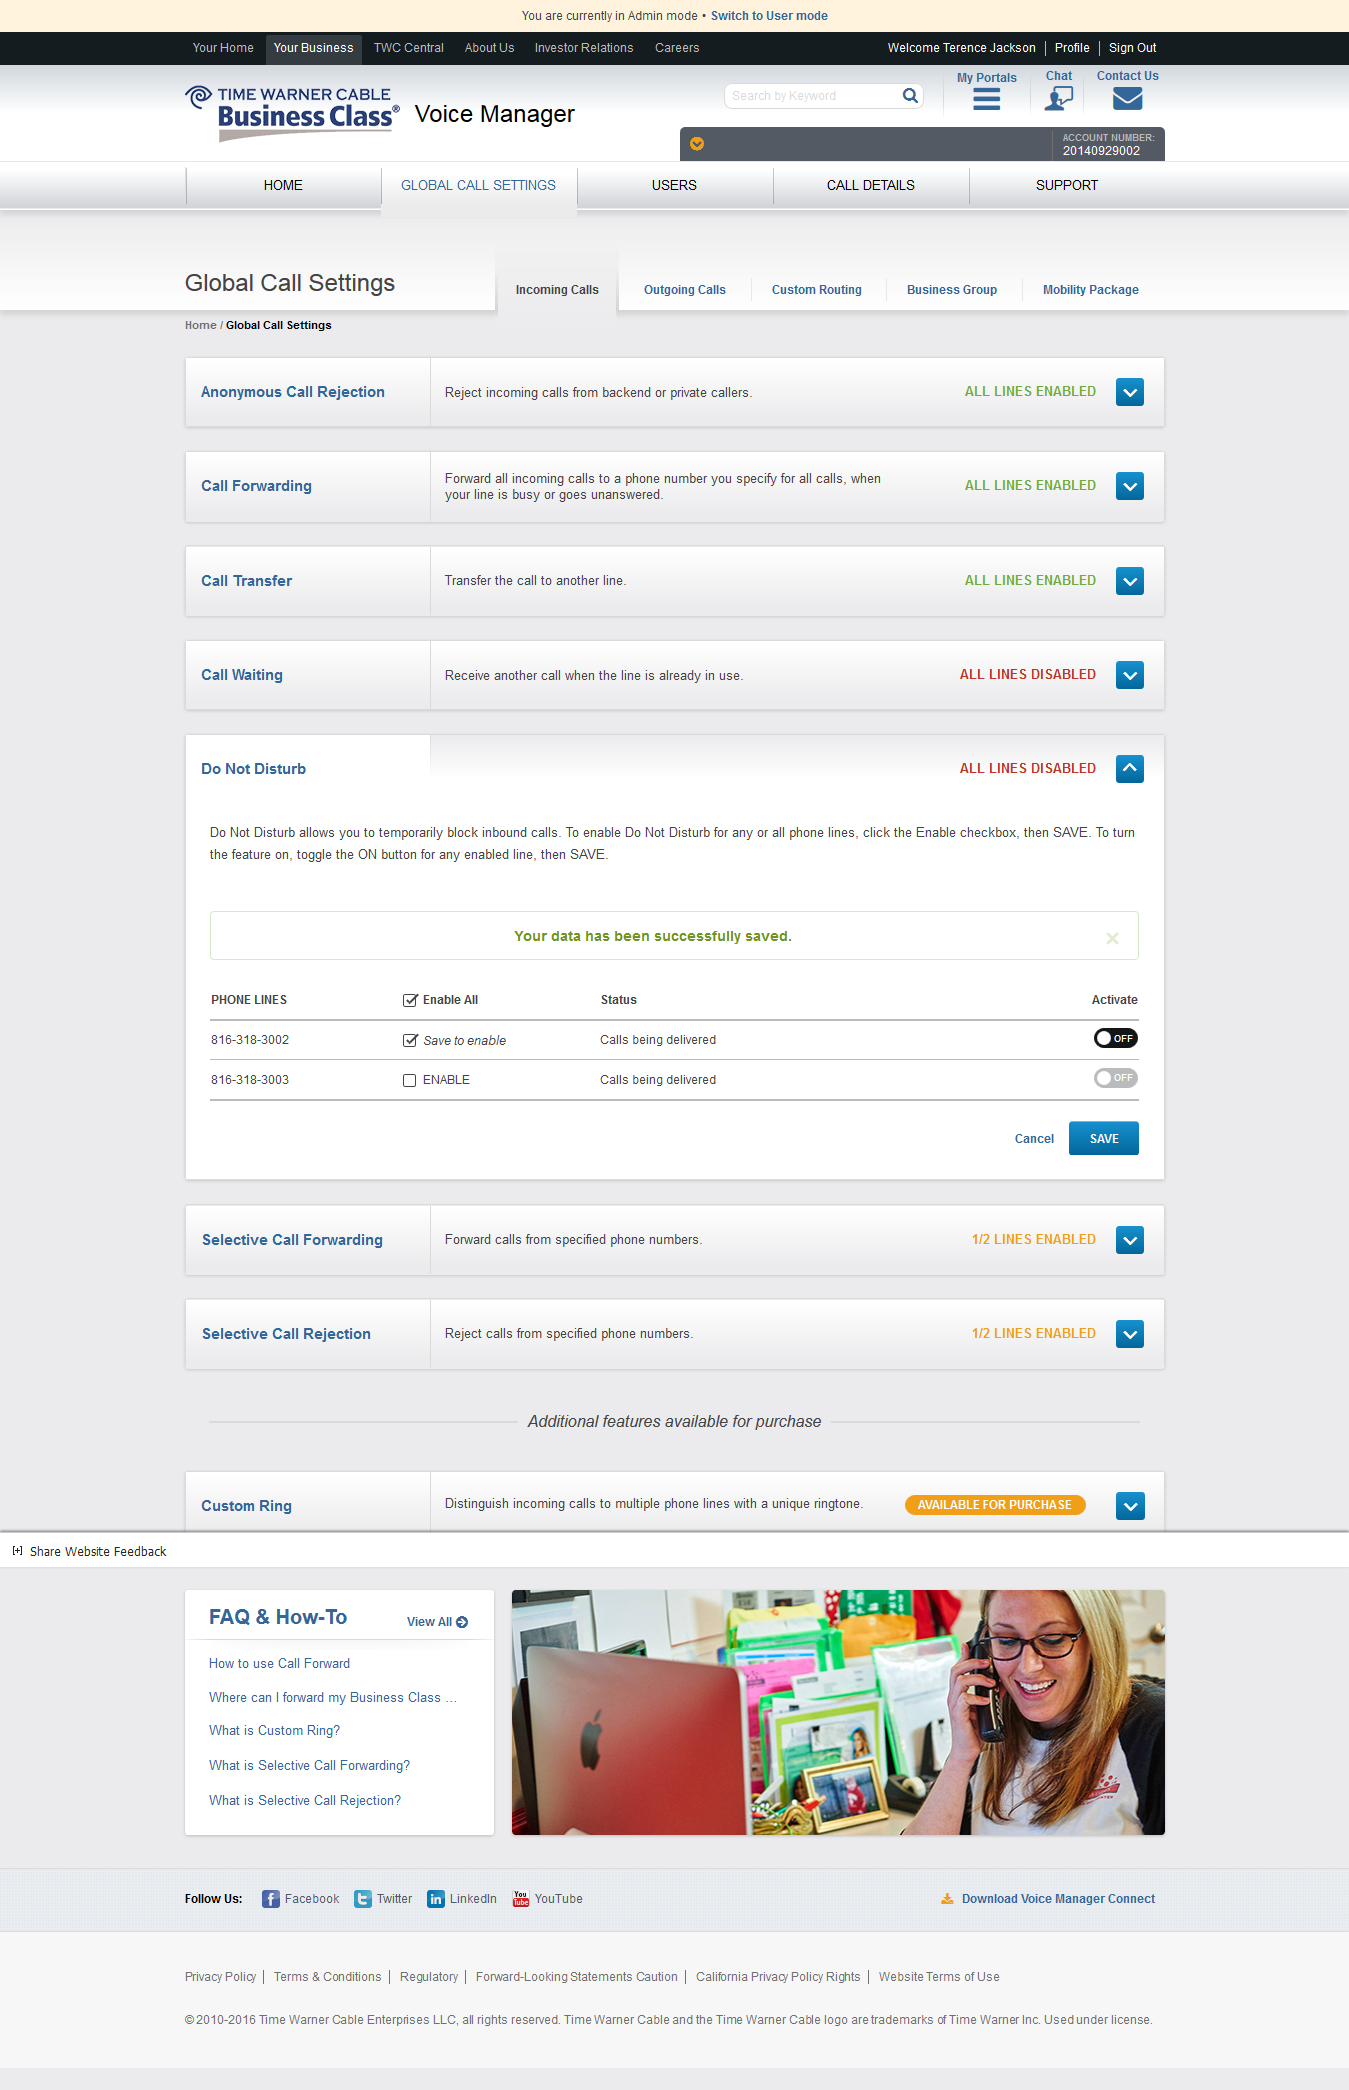 You are currently in Admin mode • Switch to User mode
Your Home Your Business TWC Central About Us Investor Relations Careers Welcome Terence Jackson Profile Sign Out
TIME WARNER CABLE
Business Class®
Voice Manager
Search by Keyword
My Portals Chat Contact Us
ACCOUNT NUMBER:
20140929002
HOME GLOBAL CALL SETTINGS USERS CALL DETAILS SUPPORT
Global Call Settings
Incoming Calls Outgoing Calls Custom Routing Business Group Mobility Package
Home / Global Call Settings
Anonymous Call Rejection Reject incoming calls from backend or private callers. ALL LINES ENABLED
Call Forwarding Forward all incoming calls to a phone number you specify for all calls, when
your line is busy or goes unanswered. ALL LINES ENABLED
Call Transfer Transfer the call to another line. ALL LINES ENABLED
Call Waiting Receive another call when the line is already in use. ALL LINES DISABLED
Do Not Disturb ALL LINES DISABLED
Do Not Disturb allows you to temporarily block inbound calls. To enable Do Not Disturb for any or all phone lines, click the Enable checkbox, then SAVE. To turn
the feature on, toggle the ON button for any enabled line, then SAVE.
Your data has been successfully saved.
PHONE LINES Enable All Status Activate
816-318-3002 Save to enable Calls being delivered OFF
816-318-3003 ENABLE Calls being delivered OFF
Cancel SAVE
Selective Call Forwarding Forward calls from specified phone numbers. 1/2 LINES ENABLED
Selective Call Rejection Reject calls from specified phone numbers. 1/2 LINES ENABLED
Additional features available for purchase
Custom Ring Distinguish incoming calls to multiple phone lines with a unique ringtone. AVAILABLE FOR PURCHASE
[+] Share Website Feedback
FAQ & How-To View All
How to use Call Forward
Where can I forward my Business Class ...
What is Custom Ring?
What is Selective Call Forwarding?
What is Selective Call Rejection?
Follow Us: Facebook Twitter LinkedIn YouTube Download Voice Manager Connect
Privacy Policy Terms & Conditions Regulatory Forward-Looking Statements Caution California Privacy Policy Rights Website Terms of Use
© 2010-2016 Time Warner Cable Enterprises LLC, all rights reserved. Time Warner Cable and the Time Warner Cable logo are trademarks of Time Warner Inc. Used under license.